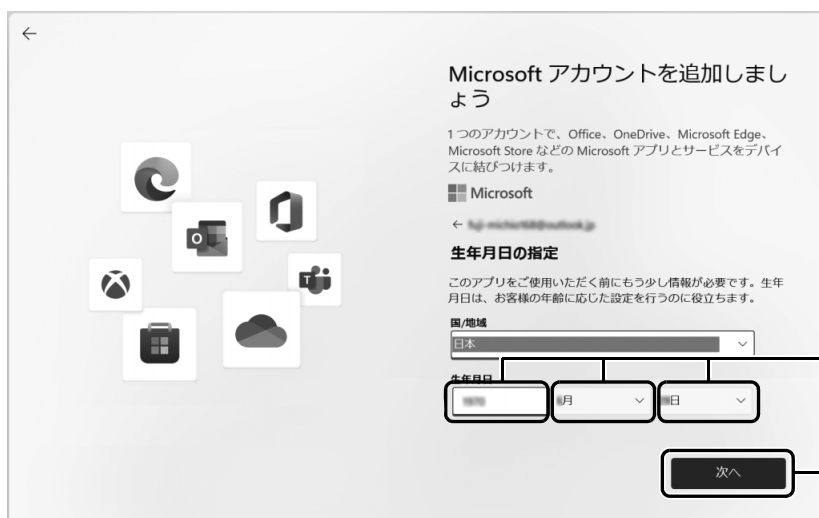 ←
Microsoft アカウントを追加しまし
ょう
1 つのアカウントで、Office、OneDrive、Microsoft Edge、
Microsoft Store などの Microsoft アプリとサービスをデバイ
スに結びつけます。
Microsoft
←
生年月日の指定
このアプリをご使用いただく前にもう少し情報が必要です。生年
月日は、お客様の年齢に応じた設定を行うのに役立ちます。
国/地域
日本
生年月日
月 日
次へ